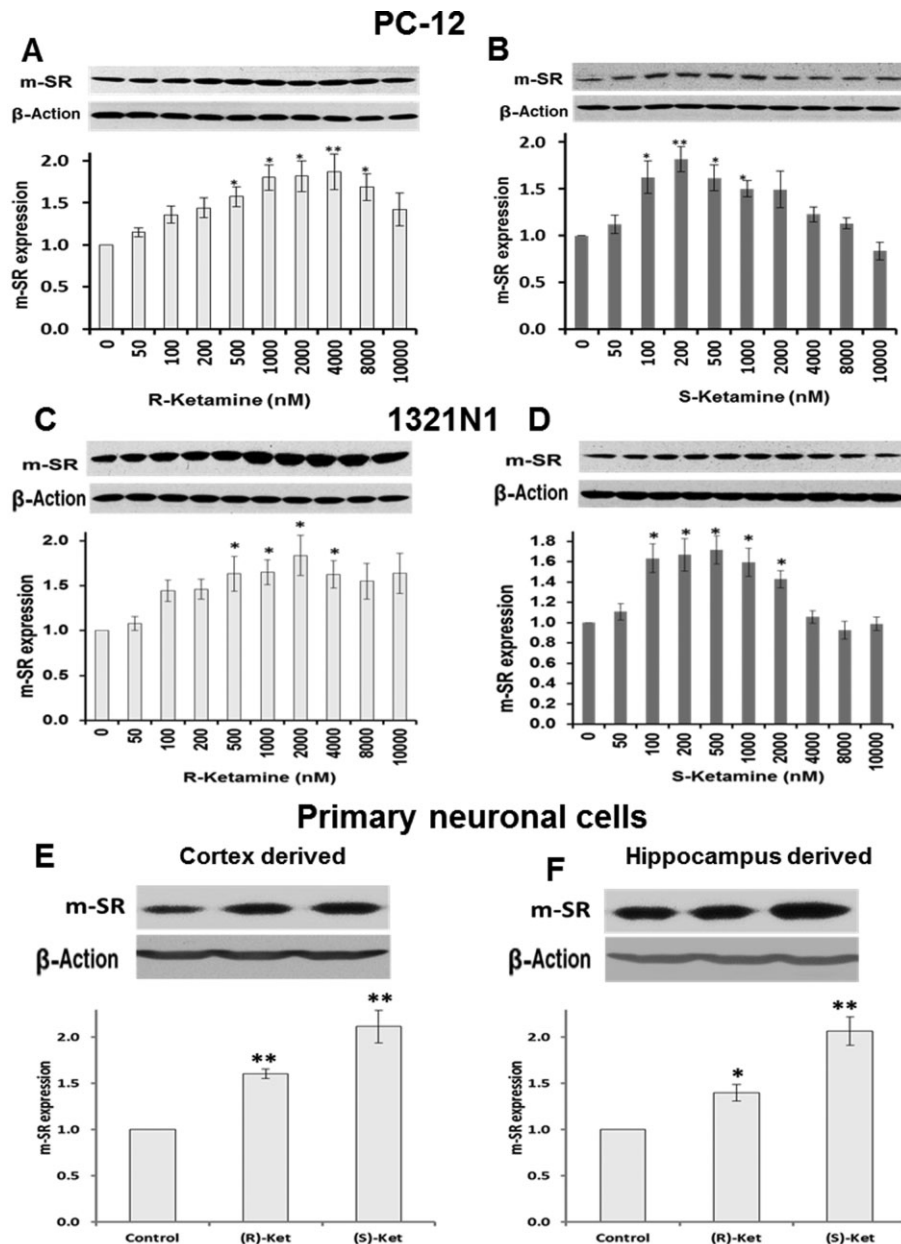 PC-12
A
m-SR
β-Action
* * * ** *
2.0
1.5
1.0
0.5
0.0
m-SR expression
0 50 100 200 500 1000 2000 4000 8000 10000
R-Ketamine (nM)
B
m-SR
β-Action
* ** * *
2.0
1.5
1.0
0.5
0.0
m-SR expression
0 50 100 200 500 1000 2000 4000 8000 10000
S-Ketamine (nM)
1321N1
C
m-SR
β-Action
* * * *
2.0
1.5
1.0
0.5
0.0
m-SR expression
0 50 100 200 500 1000 2000 4000 8000 10000
R-Ketamine (nM)
D
m-SR
β-Action
* * * * *
1.8
1.6
1.4
1.2
1.0
0.8
0.6
0.4
0.2
0.0
m-SR expression
0 50 100 200 500 1000 2000 4000 8000 10000
S-Ketamine (nM)
Primary neuronal cells
E
Cortex derived
m-SR
β-Action
** **
2.0
1.5
1.0
0.5
0.0
m-SR expression
Control (R)-Ket (S)-Ket
F
Hippocampus derived
m-SR
β-Action
* **
2.0
1.5
1.0
0.5
0.0
m-SR expression
Control (R)-Ket (S)-Ket